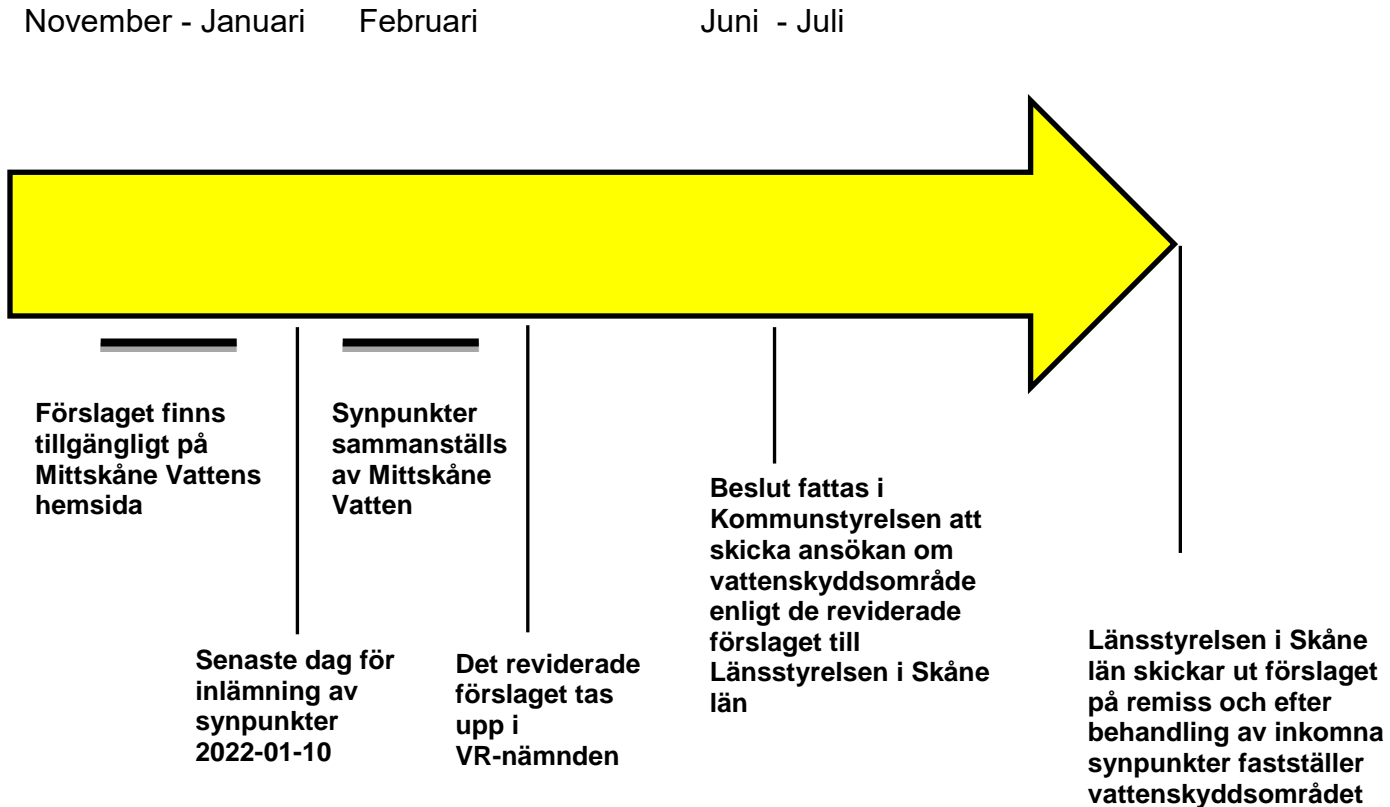 November - Januari Februari Juni - Juli
Förslaget finns
tillgängligt på
Mittskåne Vattens
hemsida
Senaste dag för
inlämning av
synpunkter
2022-01-10
Synpunkter
sammanställs
av Mittskåne
Vatten
Det reviderade
förslaget tas
upp i
VR-nämnden
Beslut fattas i
Kommunstyrelsen att
skicka ansökan om
vattenskyddsområde
enligt de reviderade
förslaget till
Länsstyrelsen i Skåne
län
Länsstyrelsen i Skåne
län skickar ut förslaget
på remiss och efter
behandling av inkomna
synpunkter fastställer
vattenskyddsområdet